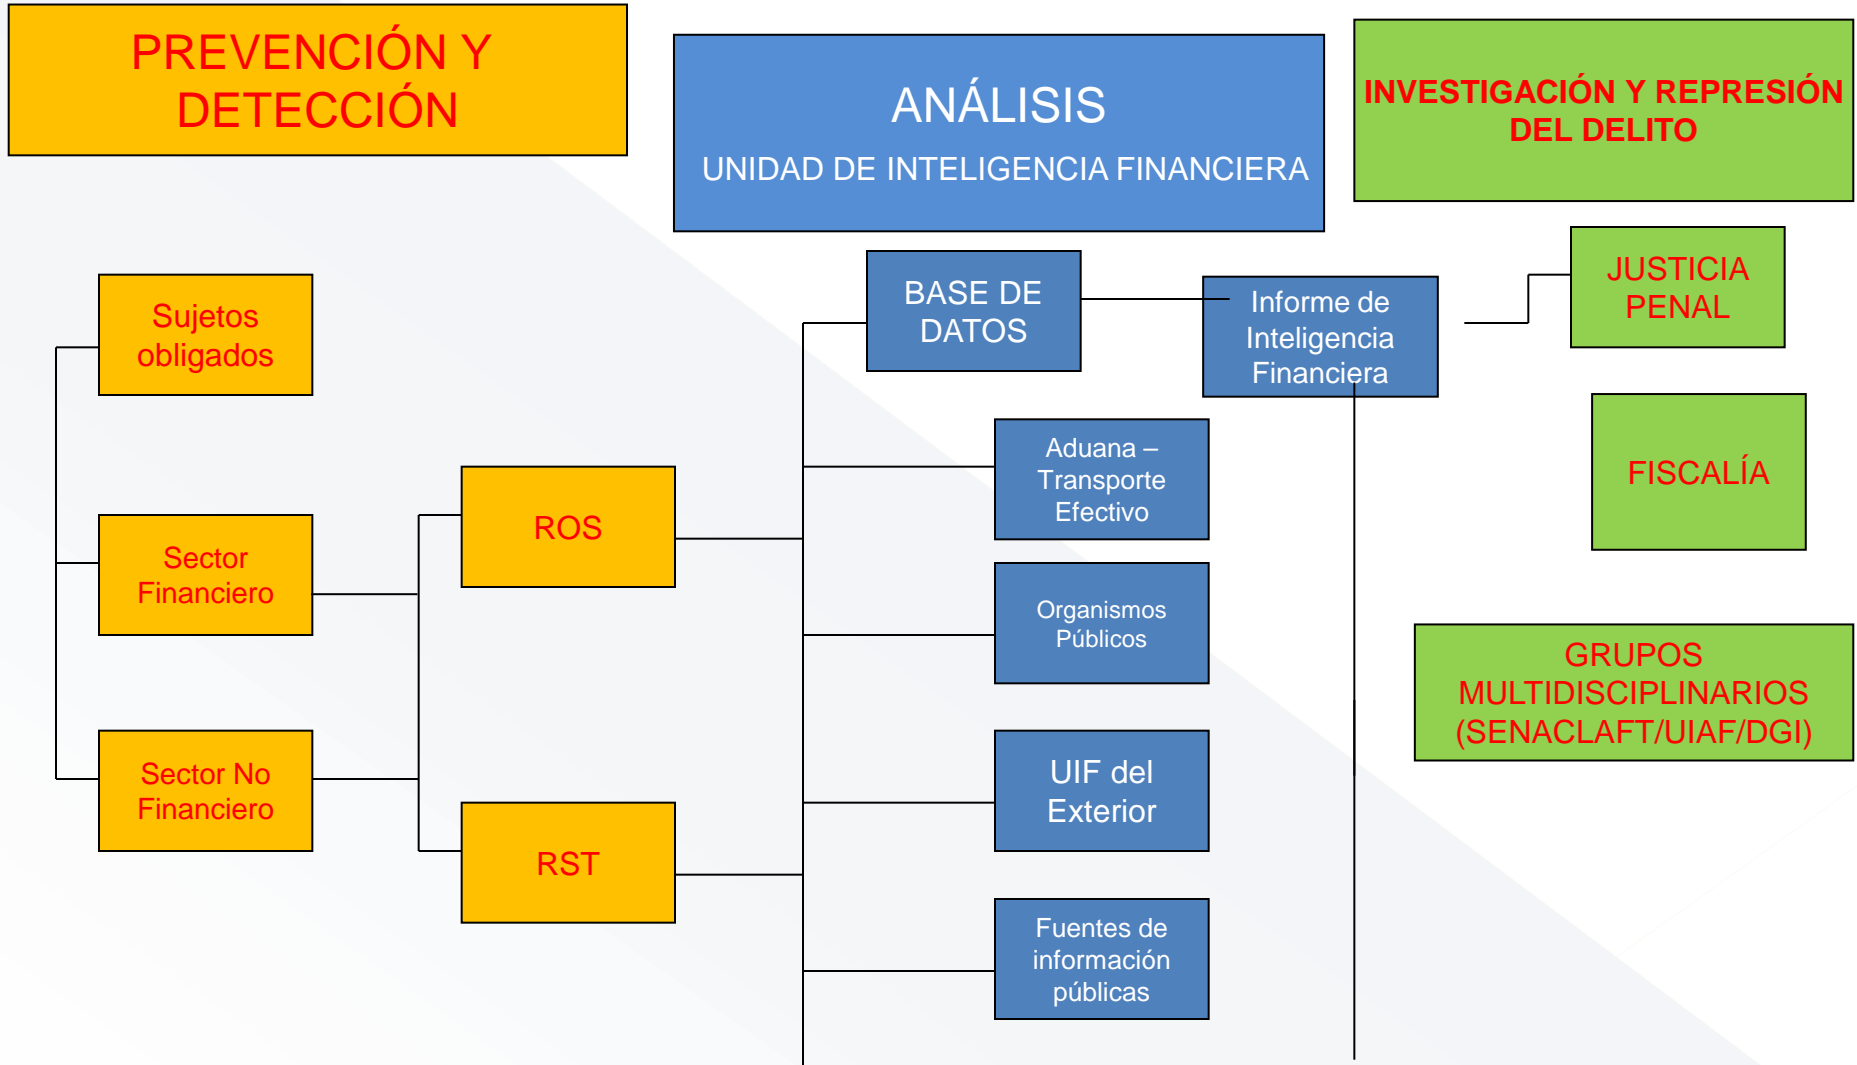 PREVENCIÓN Y
DETECCIÓN
ANÁLISIS
UNIDAD DE INTELIGENCIA FINANCIERA
INVESTIGACIÓN Y REPRESIÓN
DEL DELITO
Sujetos
obligados
Sector
Financiero
Sector No
Financiero
ROS
RST
BASE DE
DATOS
Informe de
Inteligencia
Financiera
Aduana –
Transporte
Efectivo
Organismos
Públicos
UIF del
Exterior
Fuentes de
información
públicas
JUSTICIA
PENAL
FISCALÍA
GRUPOS
MULTIDISCIPLINARIOS
(SENACLAFT/UIAF/DGI)